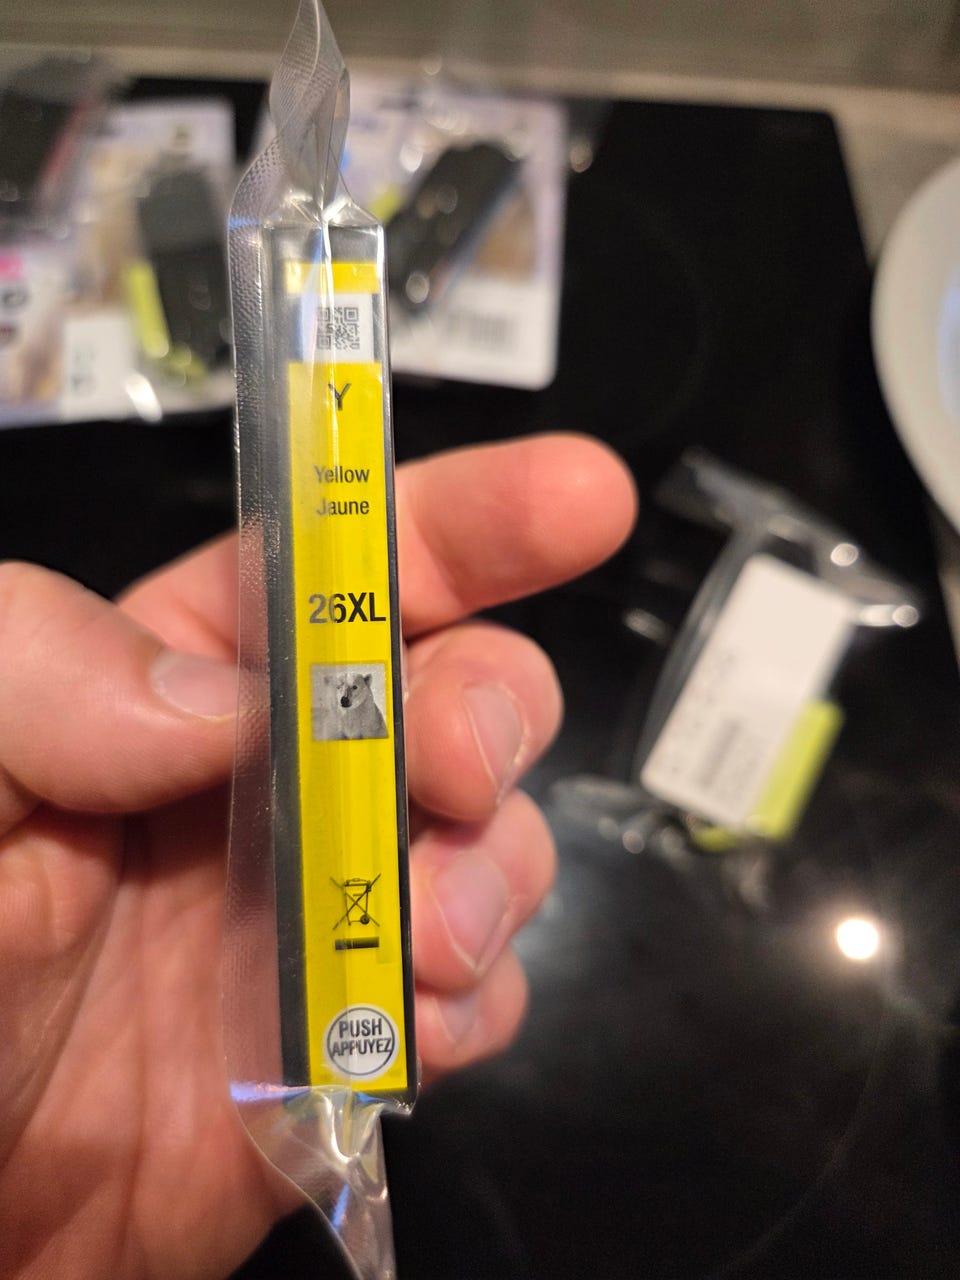 Y
Yellow
Jaune
26XL
PUSH
APPUYEZ